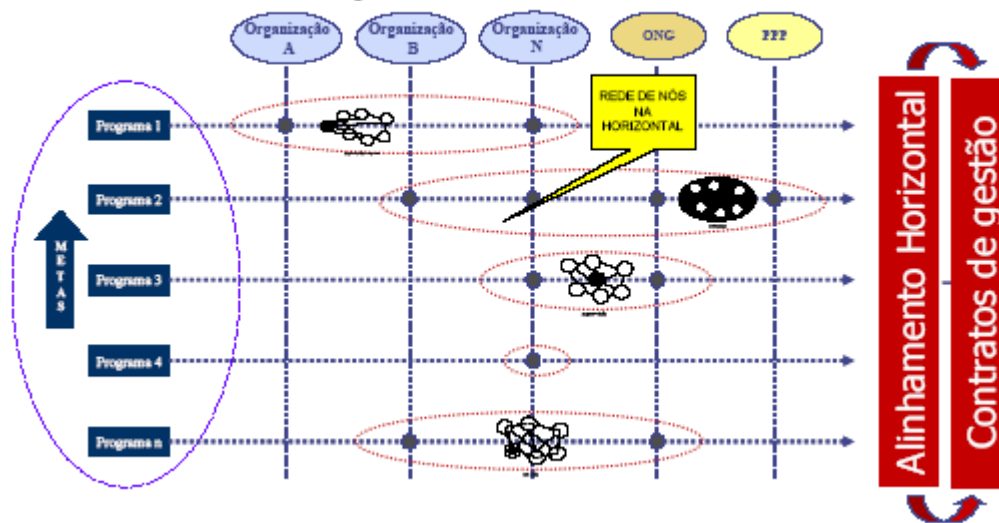 Organização
A
Organização
B
Organização
N
ONG
PPP
REDE DE NÓS
NA
HORIZONTAL
Programa 1
Programa 2
METAS
Programa 3
Programa 4
Programa n
Alinhamento Horizontal
Contratos de gestão